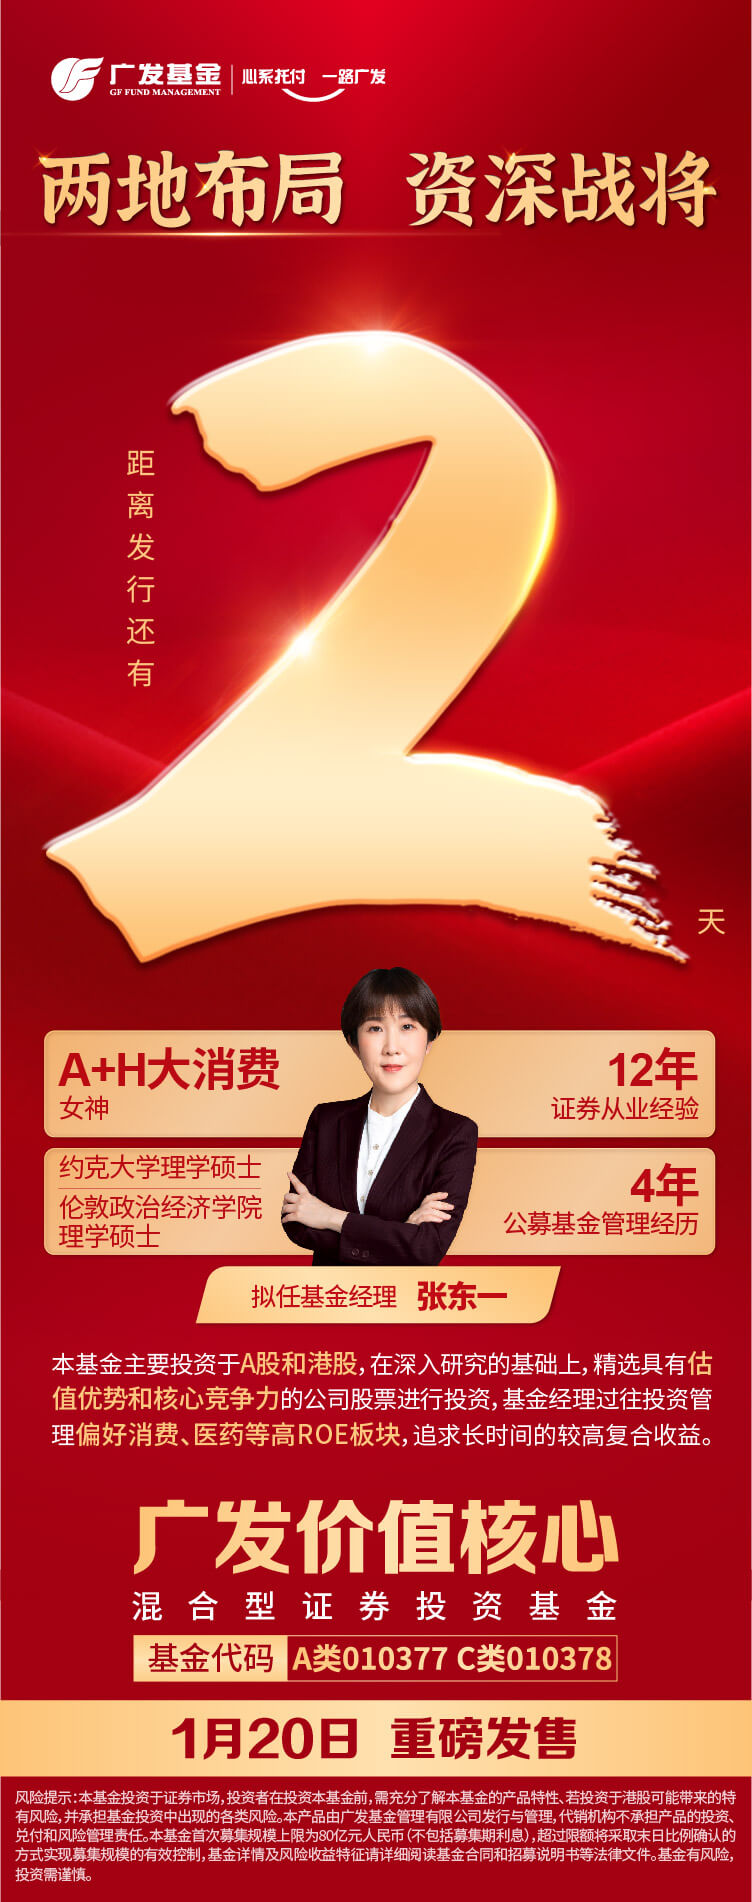 广发基金
GF FUND MANAGEMENT
心系托付 一路广发
两地布局 资深战将
距离发行还有
2
天
A+H大消费
女神
12年
证券从业经验
约克大学理学硕士
伦敦政治经济学院
理学硕士
4年
公募基金管理经历
拟任基金经理 张东一
本基金主要投资于A股和港股，在深入研究的基础上，精选具有估
值优势和核心竞争力的公司股票进行投资，基金经理过往投资管
理偏好消费、医药等高ROE板块，追求长时间的较高复合收益。
广发价值核心
混合型证券投资基金
基金代码 A类010377 C类010378
1月20日 重磅发售
风险提示：本基金投资于证券市场，投资者在投资本基金前，需充分了解本基金的产品特性、若投资于港股可能带来的特
有风险，并承担基金投资中出现的各类风险。本产品由广发基金管理有限公司发行与管理，代销机构不承担产品的投资、
兑付和风险管理责任。本基金首次募集规模上限为80亿元人民币（不包括募集期利息），超过限额将采取末日比例确认的
方式实现募集规模的有效控制，基金详情及风险收益特征请详细阅读基金合同和招募说明书等法律文件。基金有风险，
投资需谨慎。